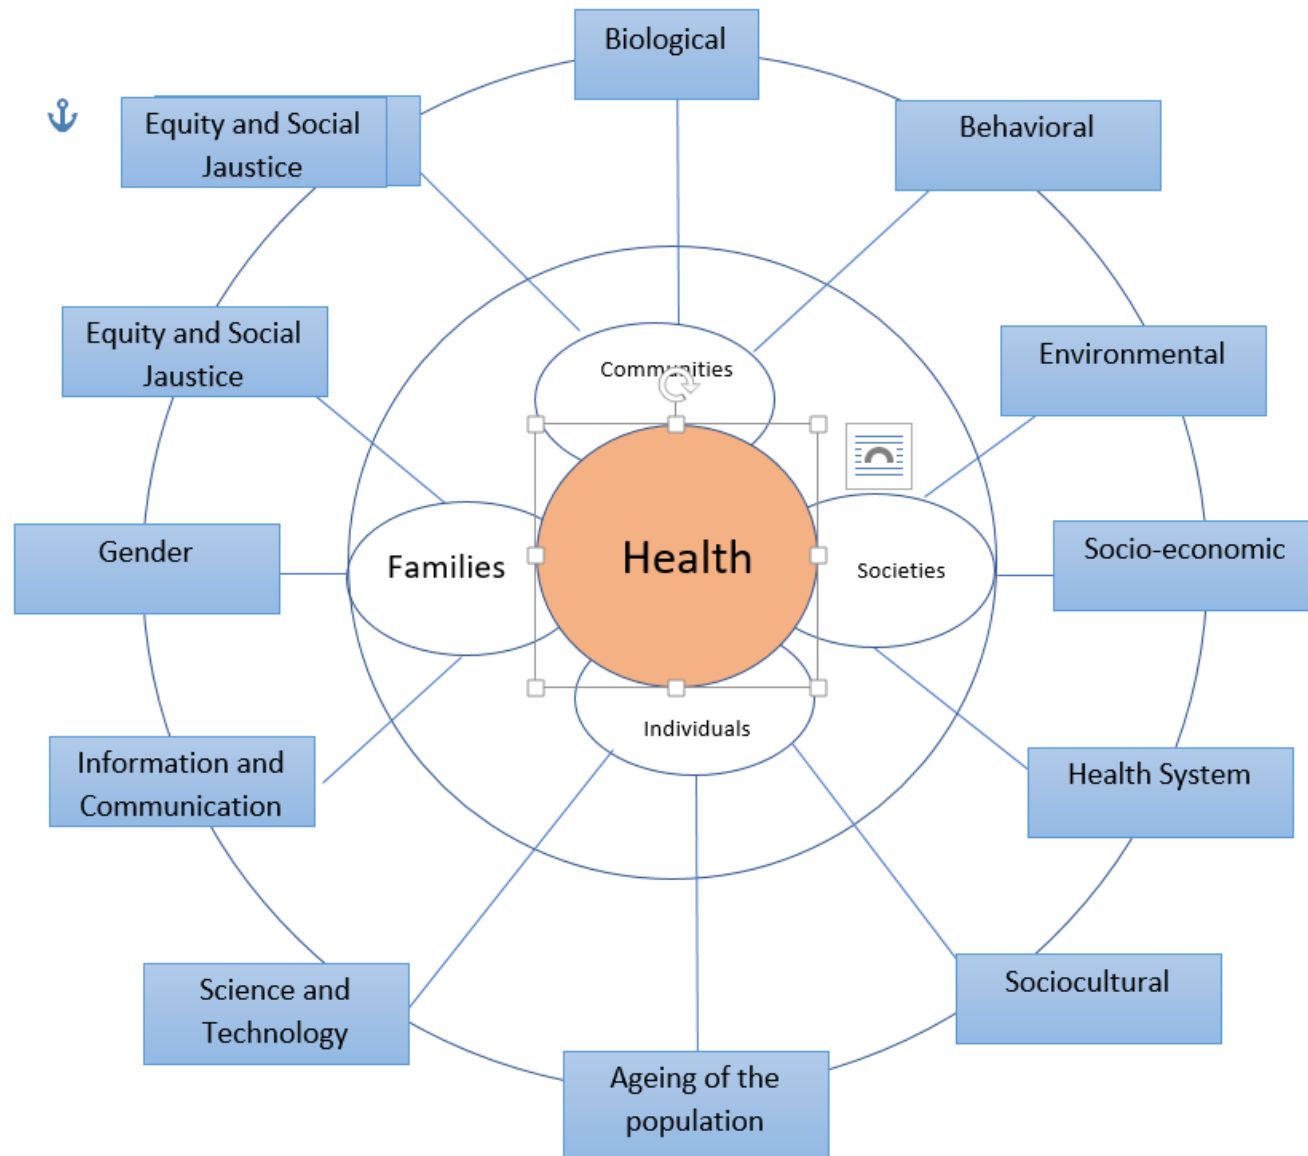 Biological
Equity and Social
Jaustice
Behavioral
Equity and Social
Jaustice
Environmental
Communities
Gender
Families
Health
Societies
Socio-economic
Information and
Communication
Individuals
Health System
Science and
Technology
Sociocultural
Ageing of the
population